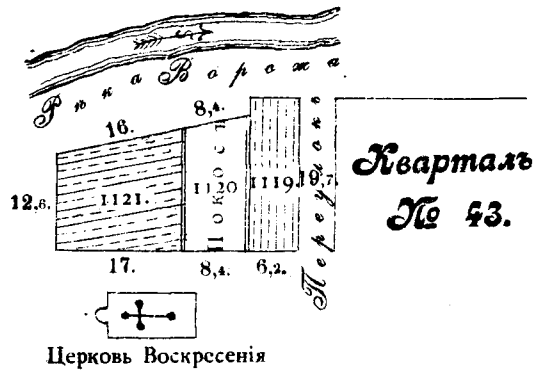 Рѣка Ворожа
8,4.
16.
Кварталъ
№ 43.
12,6.
1121.
1120
1119.
19,7.
Покость
Переулокъ
17.
8,4.
6,2.
Церковь Воскресенія